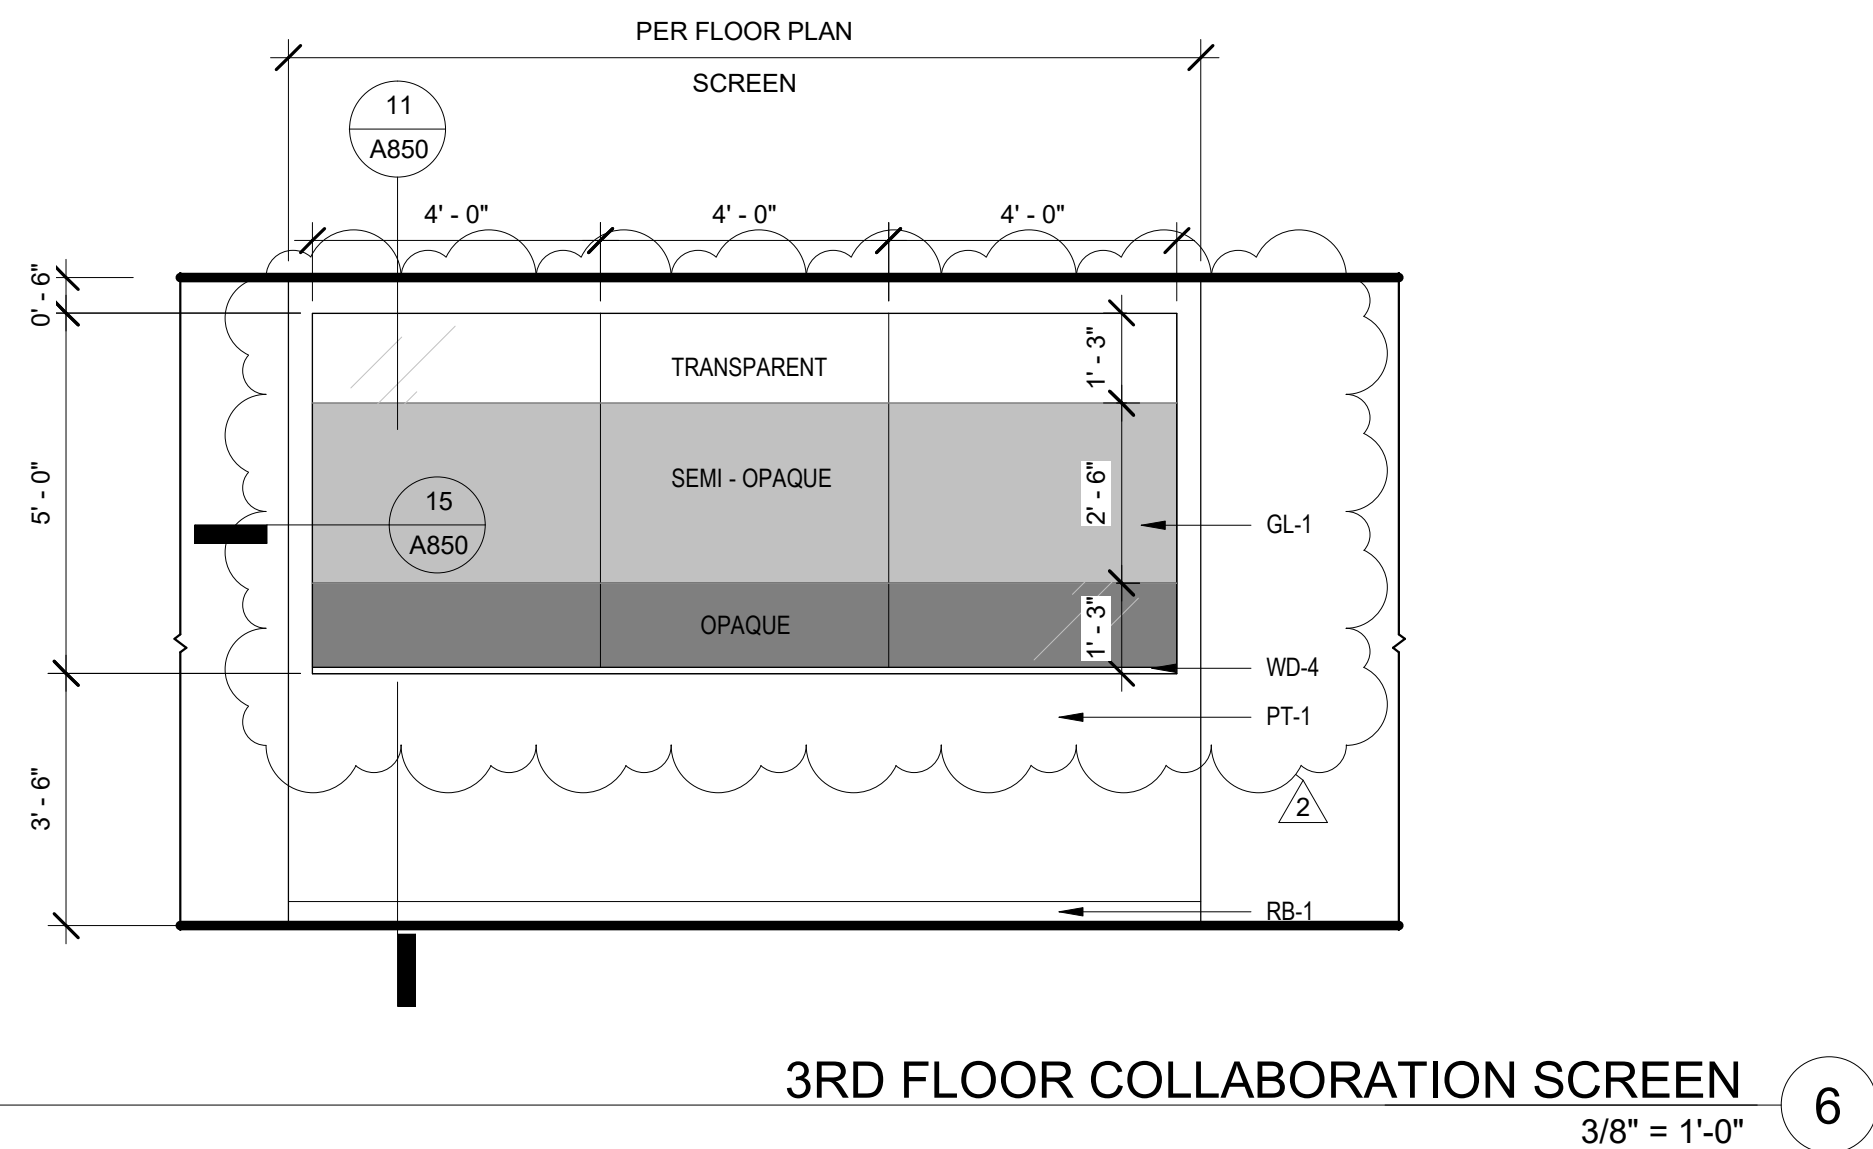 PER FLOOR PLAN
SCREEN
11
A850
4' - 0"
4' - 0"
4' - 0"
0' - 6"
5' - 0"
3' - 6"
TRANSPARENT
1' - 3"
SEMI - OPAQUE
2' - 6"
15
A850
GL-1
OPAQUE
1' - 3"
WD-4
PT-1
2
RB-1
3RD FLOOR COLLABORATION SCREEN
6
3/8" = 1'-0"